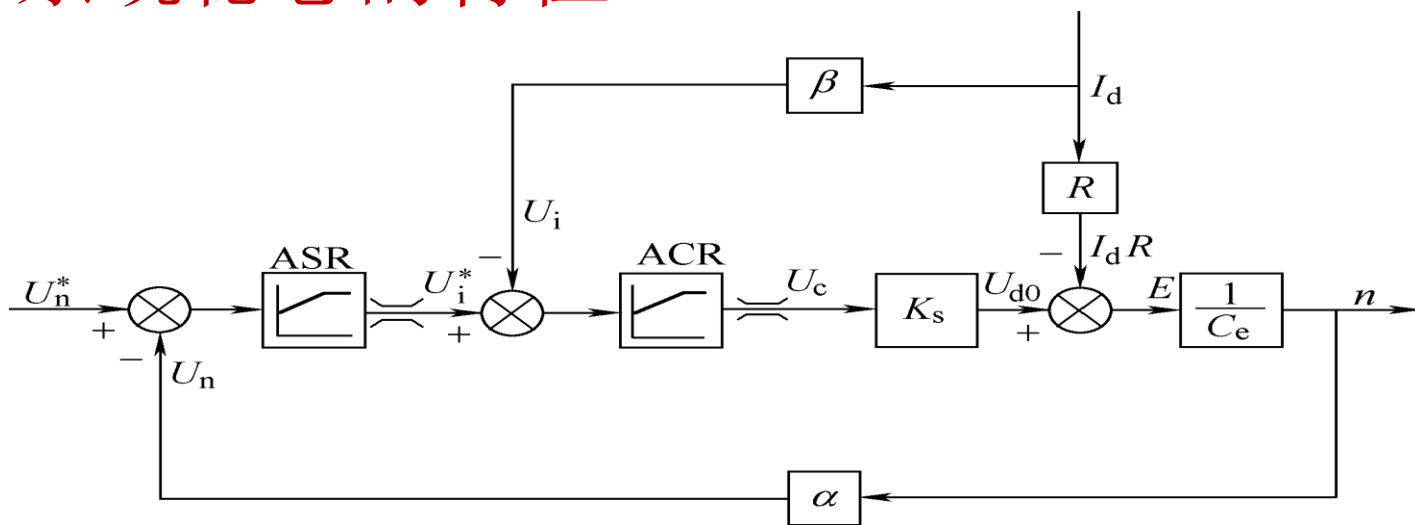 β
I_d
R
U_i
I_d R
−
−
ASR
ACR
U_n^*
U_i^*
U_c
K_s
U_d0
E
1/C_e
n
+
+
+
−
U_n
α